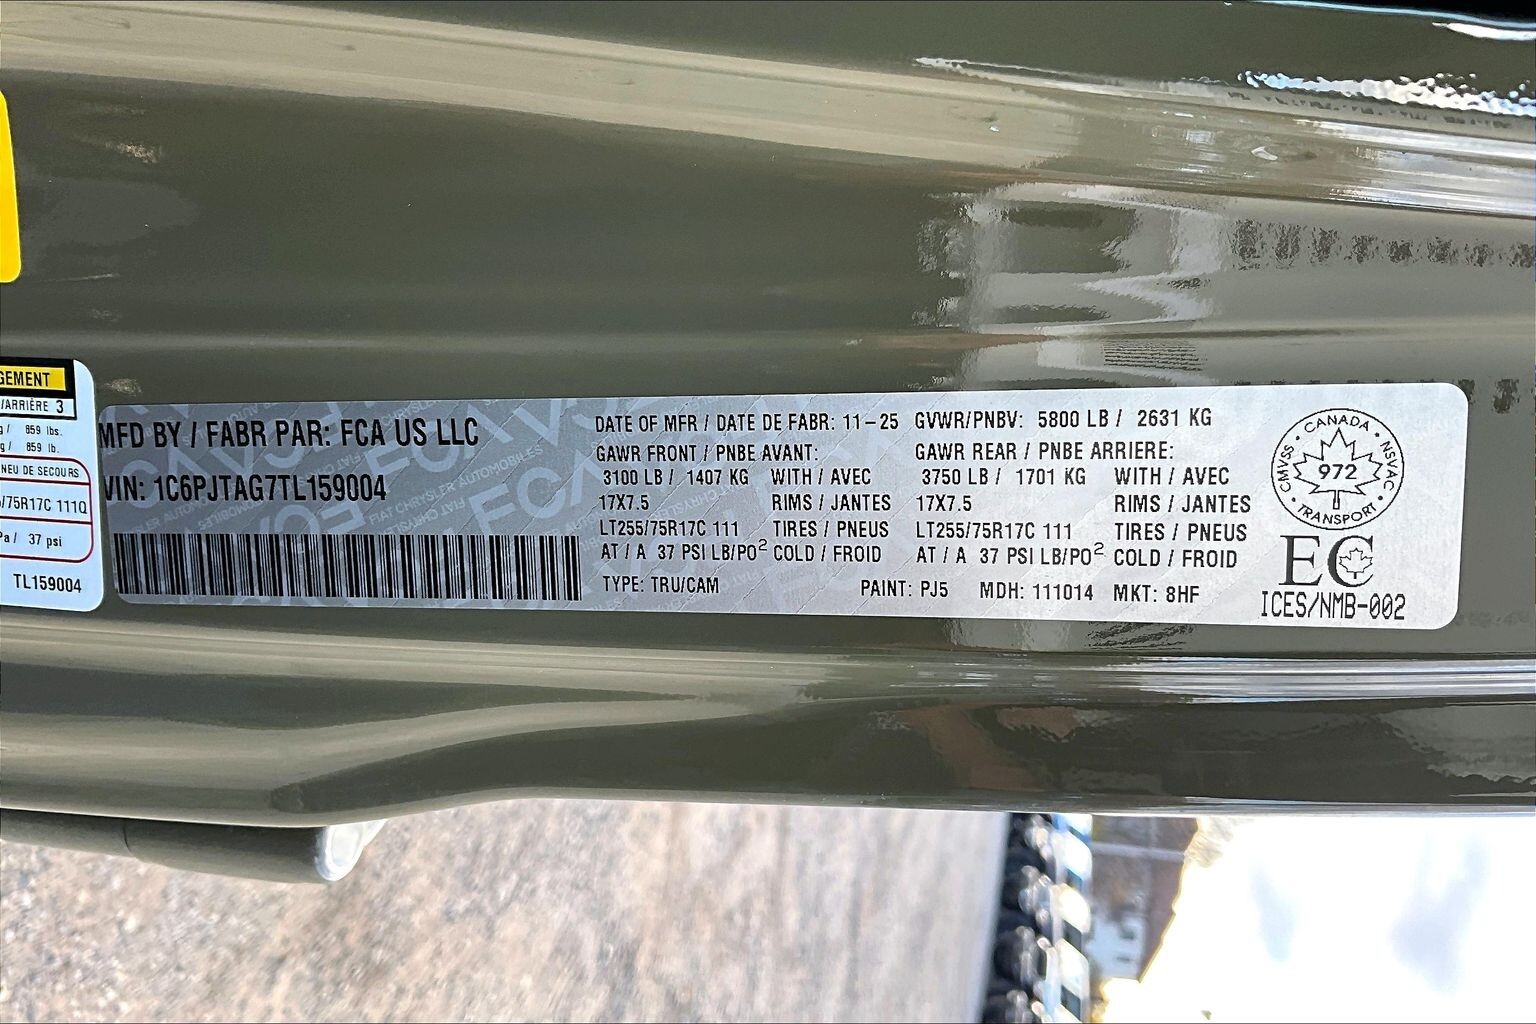 GEMENT
/ARRIÈRE 3
g / 859 lbs.
g / 859 lb.
NEU DE SECOURS
/75R17C 111Q
Pa / 37 psi
TL159004
MFD BY / FABR PAR: FCA US LLC
VIN: 1C6PJTAG7TL159004
DATE OF MFR / DATE DE FABR: 11-25 GVWR/PNBV: 5800 LB / 2631 KG
GAWR FRONT / PNBE AVANT: GAWR REAR / PNBE ARRIERE:
3100 LB / 1407 KG WITH / AVEC 3750 LB / 1701 KG WITH / AVEC
17X7.5 RIMS / JANTES 17X7.5 RIMS / JANTES
LT255/75R17C 111 TIRES / PNEUS LT255/75R17C 111 TIRES / PNEUS
AT / A 37 PSI LB/PO² COLD / FROID AT / A 37 PSI LB/PO² COLD / FROID
TYPE: TRU/CAM PAINT: PJ5 MDH: 111014 MKT: 8HF
CANADA
CMVSS 972 NSVAC
TRANSPORT
EC
ICES/NMB-002